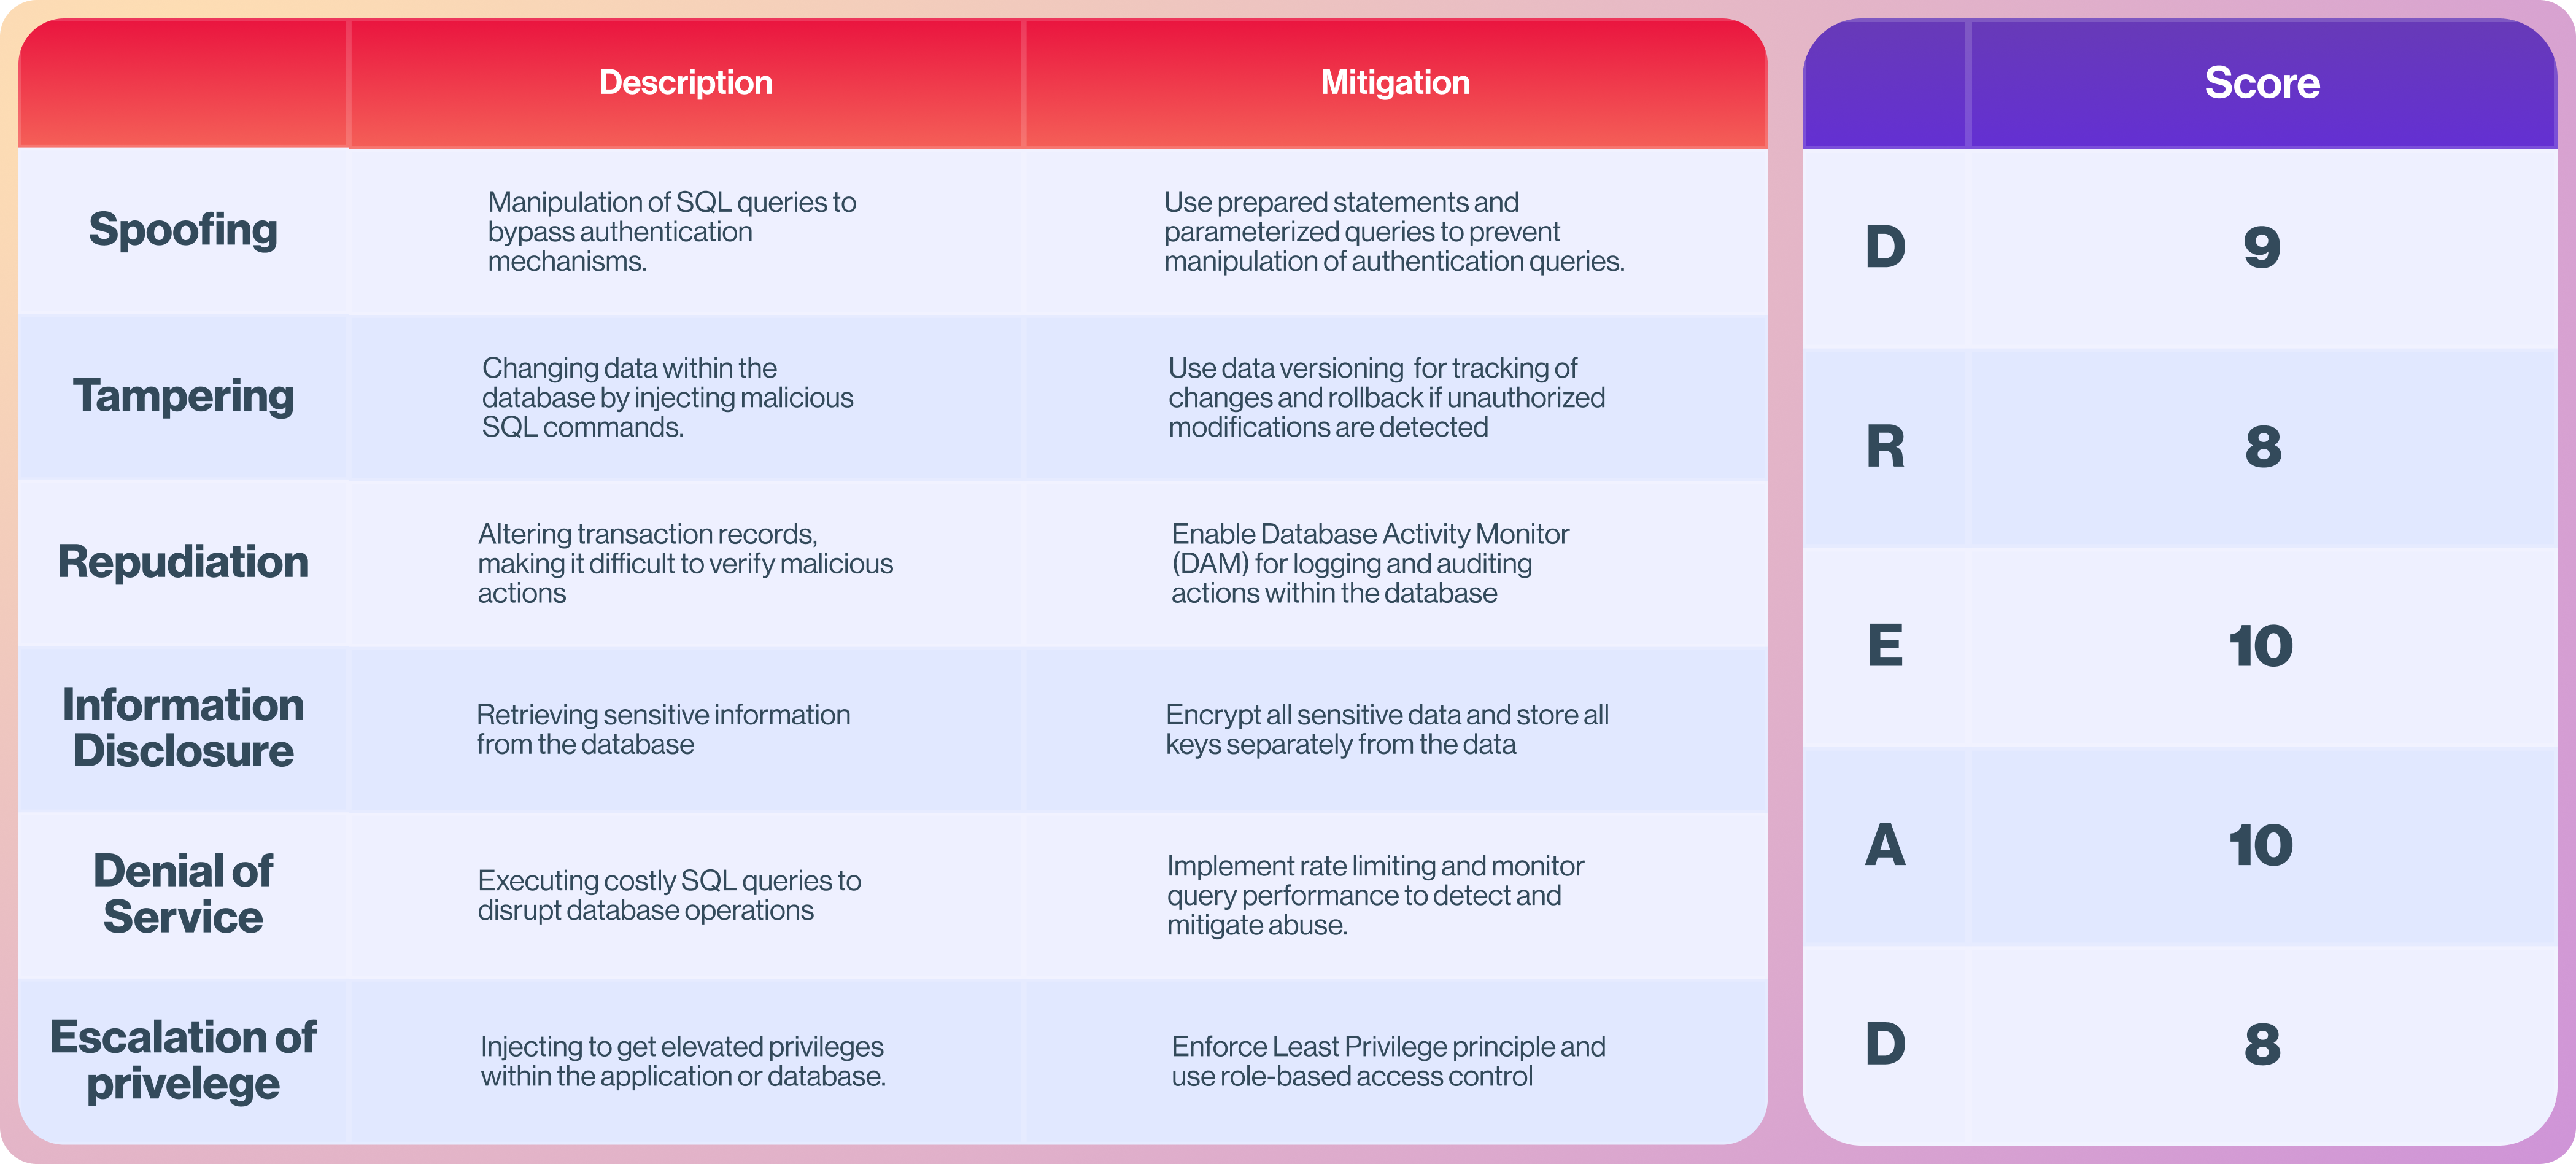 Description
Mitigation
Spoofing
Manipulation of SQL queries to
bypass authentication
mechanisms.
Use prepared statements and
parameterized queries to prevent
manipulation of authentication queries.
Tampering
Changing data within the
database by injecting malicious
SQL commands.
Use data versioning  for tracking of
changes and rollback if unauthorized
modifications are detected
Repudiation
Altering transaction records,
making it difficult to verify malicious
actions
Enable Database Activity Monitor
(DAM) for logging and auditing
actions within the database
Information
Disclosure
Retrieving sensitive information
from the database
Encrypt all sensitive data and store all
keys separately from the data
Denial of
Service
Executing costly SQL queries to
disrupt database operations
Implement rate limiting and monitor
query performance to detect and
mitigate abuse.
Escalation of
privelege
Injecting to get elevated privileges
within the application or database.
Enforce Least Privilege principle and
use role-based access control
Score
D 9
R 8
E 10
A 10
D 8